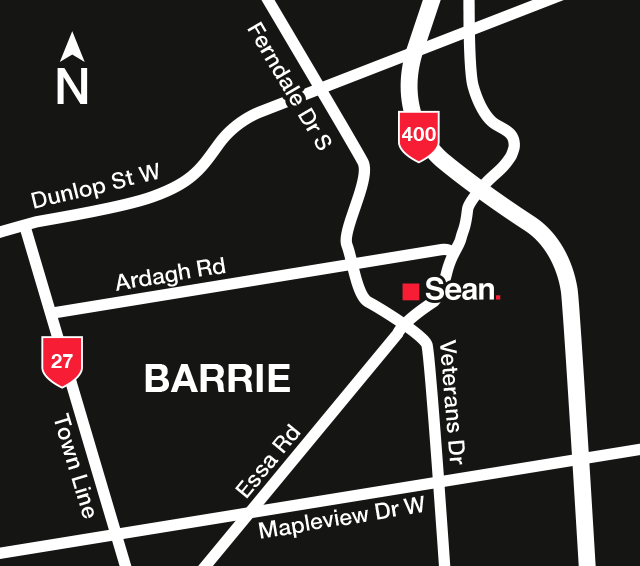 N
Ferndale Dr S
400
Dunlop St W
Ardagh Rd
Sean.
27
BARRIE
Veterans Dr
Town Line
Essa Rd
Mapleview Dr W